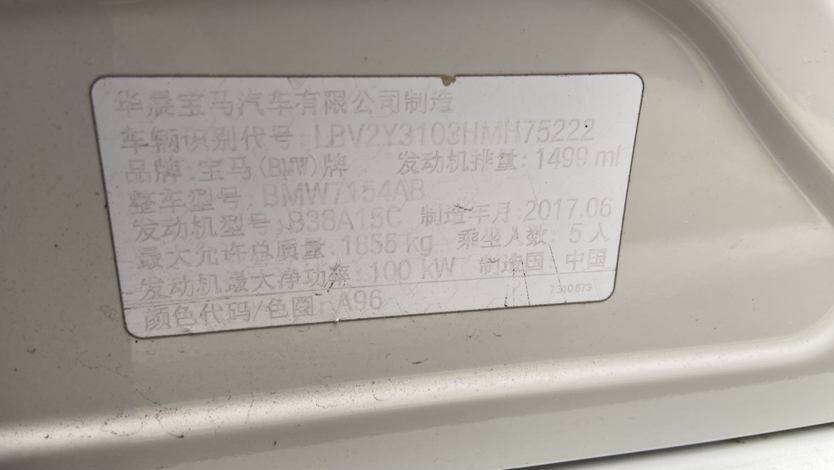 华晨宝马汽车有限公司制造
车辆识别代号: LBV2Y3103HMH75222
品牌: 宝马(BMW)牌 发动机排量: 1499 ml
整车型号: BMW7154AB
发动机型号: B38A15C 制造年月: 2017.06
最大允许总质量: 1855 kg 乘坐人数: 5 人
发动机最大净功率: 100 kW 制造国: 中国
颜色代码/色图: A96
7300673